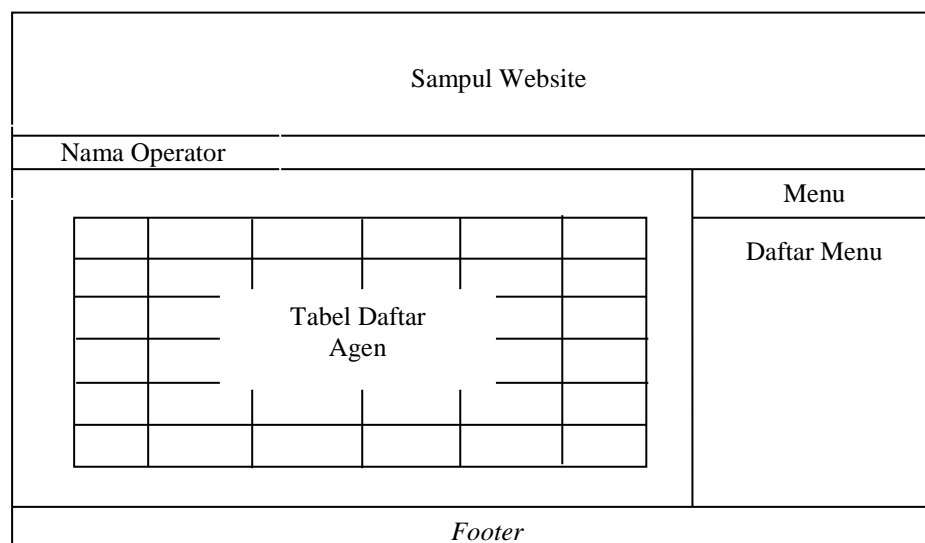 Sampul Website
Nama Operator
Menu
Daftar Menu
Tabel Daftar
Agen
Footer